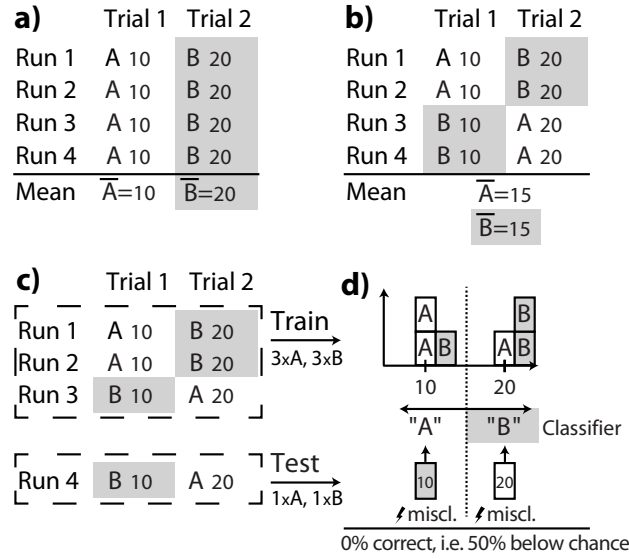 a)
Trial 1 Trial 2
Run 1 A 10 B 20
Run 2 A 10 B 20
Run 3 A 10 B 20
Run 4 A 10 B 20
Mean A̅=10 B̅=20
b)
Trial 1 Trial 2
Run 1 A 10 B 20
Run 2 A 10 B 20
Run 3 B 10 A 20
Run 4 B 10 A 20
Mean A̅=15
B̅=15
c)
Trial 1 Trial 2
Run 1 A 10 B 20
Run 2 A 10 B 20
Run 3 B 10 A 20
Train
3xA, 3xB
Run 4 B 10 A 20
Test
1xA, 1xB
d)
A B
A B A B
10 20
"A" "B" Classifier
10 20
miscl. miscl.
0% correct, i.e. 50% below chance